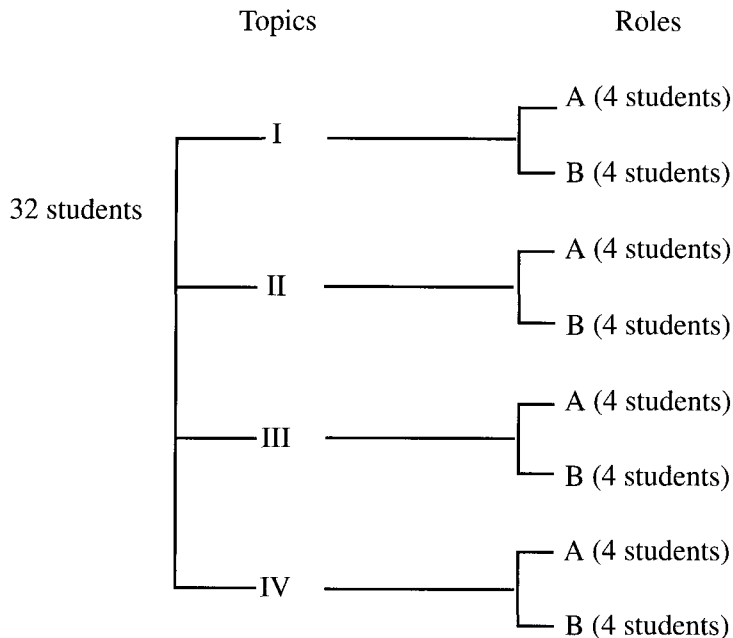 Topics Roles
A (4 students)
I
B (4 students)
32 students
A (4 students)
II
B (4 students)
A (4 students)
III
B (4 students)
A (4 students)
IV
B (4 students)